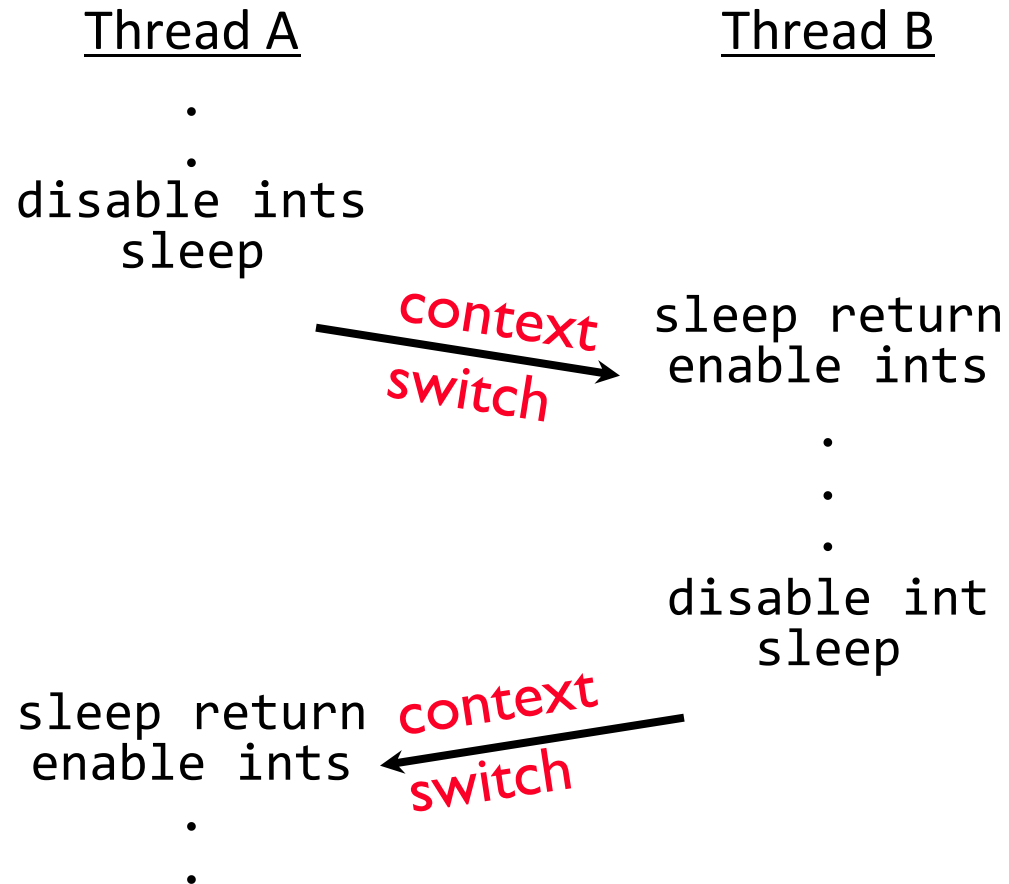 Thread A
Thread B
.
.
disable ints
sleep
context
switch
sleep return
enable ints
.
.
.
disable int
sleep
context
switch
sleep return
enable ints
.
.